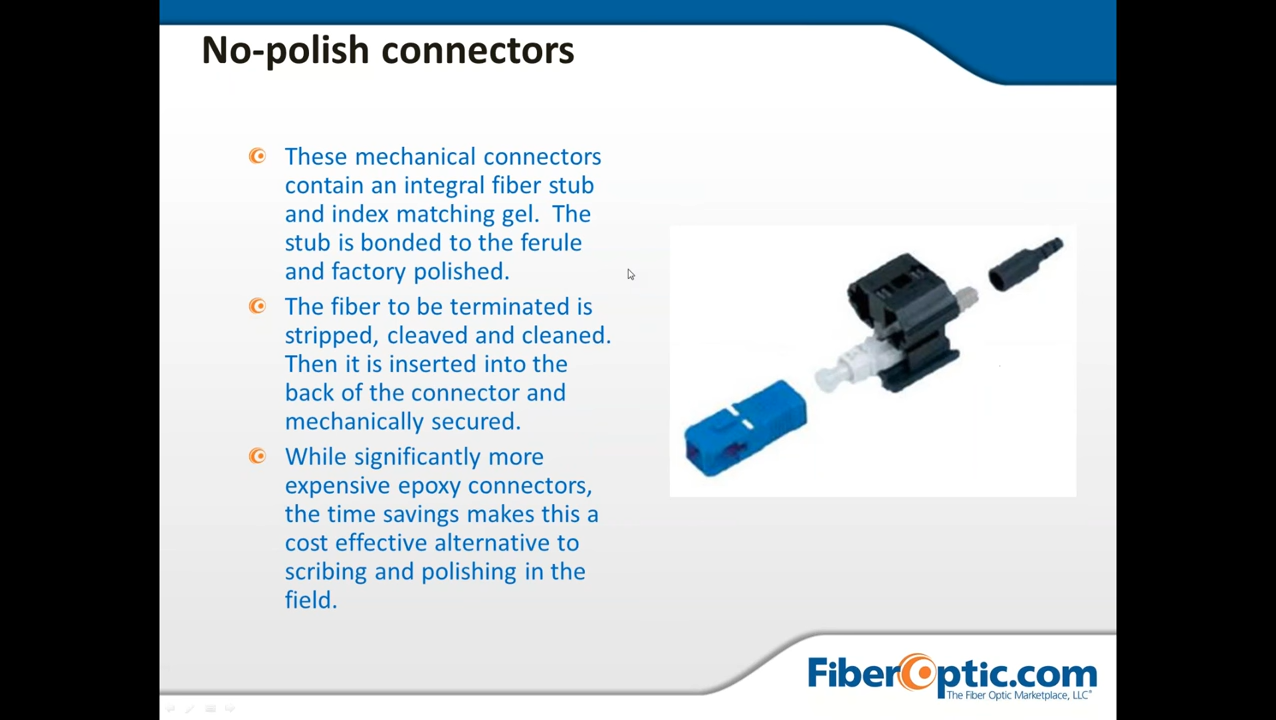 No-polish connectors
These mechanical connectors
contain an integral fiber stub
and index matching gel.  The
stub is bonded to the ferule
and factory polished.
The fiber to be terminated is
stripped, cleaved and cleaned.
Then it is inserted into the
back of the connector and
mechanically secured.
While significantly more
expensive epoxy connectors,
the time savings makes this a
cost effective alternative to
scribing and polishing in the
field.
FiberOptic.com
The Fiber Optic Marketplace, LLC